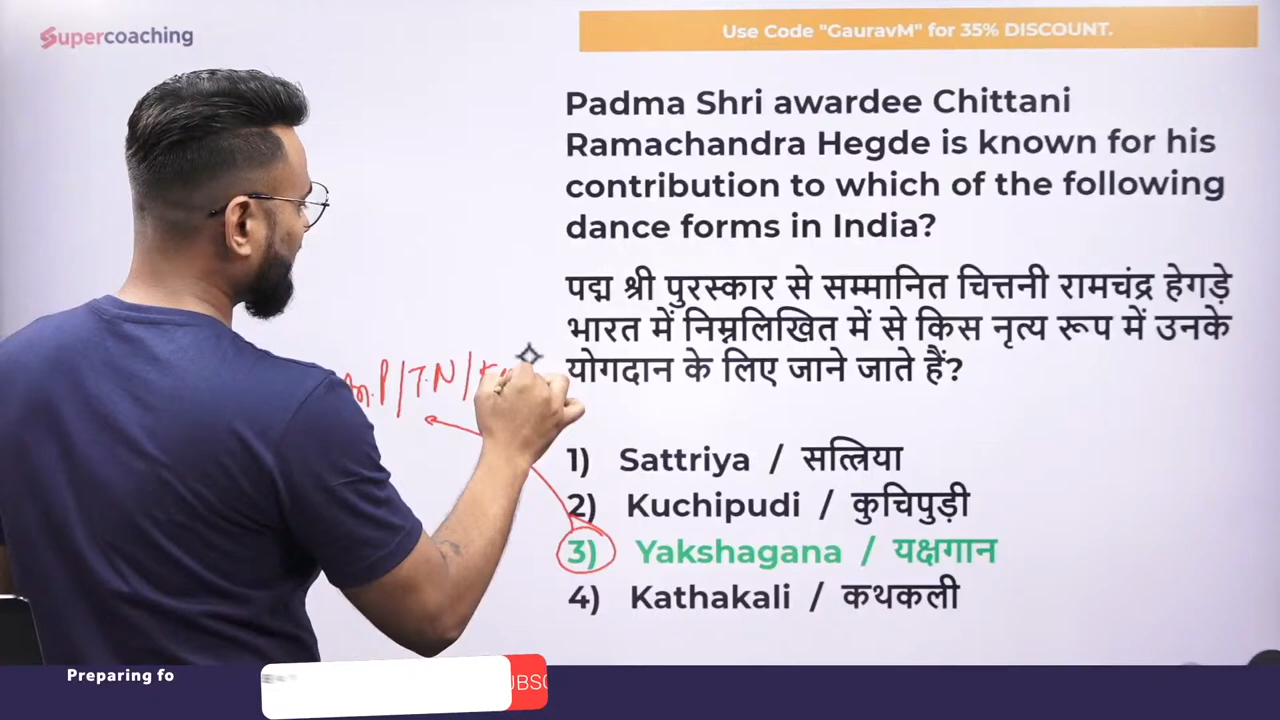 Supercoaching
Use Code "GauravM" for 35% DISCOUNT.
Padma Shri awardee Chittani
Ramachandra Hegde is known for his
contribution to which of the following
dance forms in India?
पद्म श्री पुरस्कार से सम्मानित चित्तनी रामचंद्र हेगड़े
भारत में निम्नलिखित में से किस नृत्य रूप में उनके
योगदान के लिए जाने जाते हैं?
.P/T.N/
1) Sattriya / सत्त्रिया
2) Kuchipudi / कुचिपुड़ी
3) Yakshagana / यक्षगान
4) Kathakali / कथकली
Preparing fo
UBSC